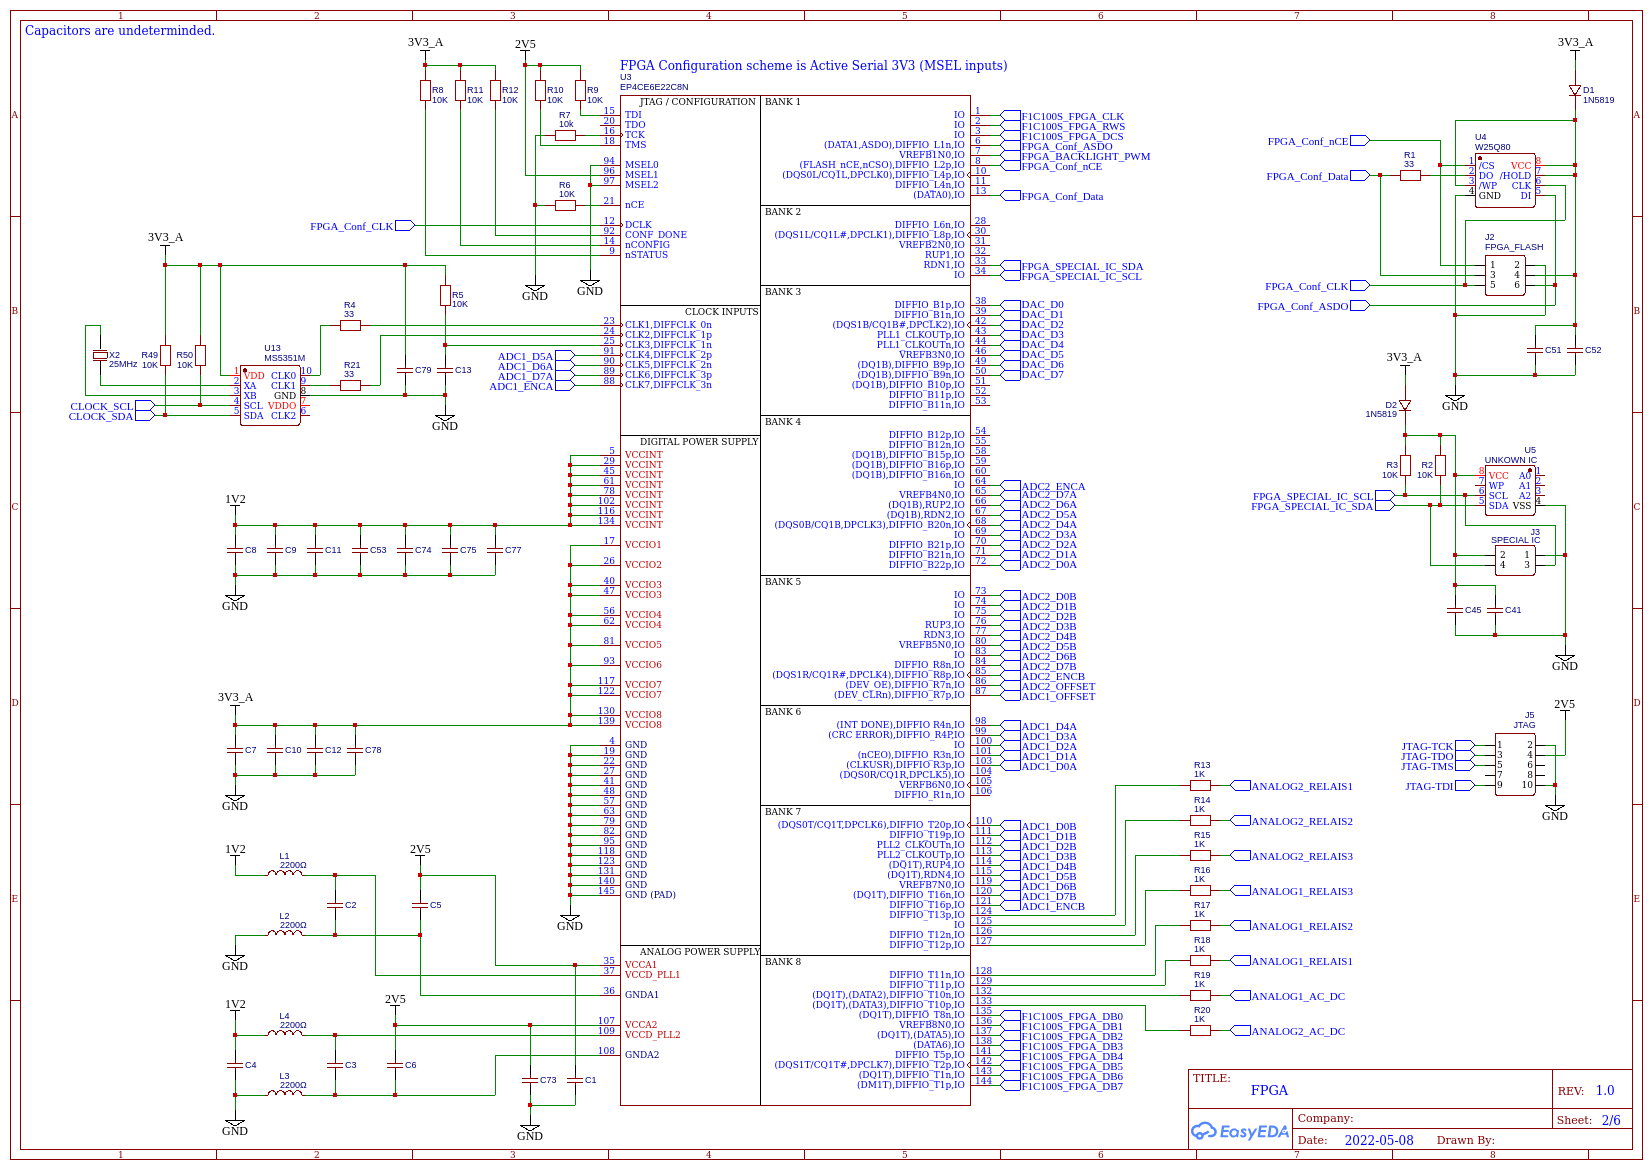 Capacitors are undeterminded.
FPGA Configuration scheme is Active Serial 3V3 (MSEL inputs)
U3
EP4CE6E22C8N
3V3_A
2V5
R8
10K
R11
10K
R12
10K
R10
10K
R9
10K
R7
10k
R6
10K
GND
GND
FPGA_Conf_CLK
JTAG / CONFIGURATION
15 TDI
20 TDO
16 TCK
18 TMS
94 MSEL0
96 MSEL1
97 MSEL2
21 nCE
12 DCLK
92 CONF_DONE
14 nCONFIG
9 nSTATUS
CLOCK INPUTS
23 CLK1,DIFFCLK_0n
24 CLK2,DIFFCLK_1p
25 CLK3,DIFFCLK_1n
ADC1_D5A 91 CLK4,DIFFCLK_2p
ADC1_D6A 90 CLK5,DIFFCLK_2n
ADC1_D7A 89 CLK6,DIFFCLK_3p
ADC1_ENCA 88 CLK7,DIFFCLK_3n
3V3_A
R4
33
R5
10K
R21
33
X2
25MHz
R49
10K
R50
10K
U13
MS5351M
1 VDD CLK0 10
2 XA CLK1 9
3 XB GND 8
4 SCL VDDO 7
5 SDA CLK2 6
CLOCK_SCL
CLOCK_SDA
C79
C13
GND
DIGITAL POWER SUPPLY
5 VCCINT
29 VCCINT
45 VCCINT
61 VCCINT
78 VCCINT
102 VCCINT
116 VCCINT
134 VCCINT
17 VCCIO1
26 VCCIO2
40 VCCIO3
47 VCCIO3
56 VCCIO4
62 VCCIO4
81 VCCIO5
93 VCCIO6
117 VCCIO7
122 VCCIO7
130 VCCIO8
139 VCCIO8
4 GND
19 GND
22 GND
27 GND
41 GND
48 GND
57 GND
63 GND
79 GND
82 GND
95 GND
118 GND
123 GND
131 GND
140 GND
145 GND (PAD)
GND
1V2
C8
C9
C11
C53
C74
C75
C77
GND
3V3_A
C7
C10
C12
C78
GND
ANALOG POWER SUPPLY
35 VCCA1
37 VCCD_PLL1
36 GNDA1
107 VCCA2
109 VCCD_PLL2
108 GNDA2
1V2
L1
2200Ω
2V5
C2
C5
L2
2200Ω
GND
1V2
L4
2200Ω
2V5
C4
C3
C6
L3
2200Ω
GND
C73
C1
GND
BANK 1
IO 1 F1C100S_FPGA_CLK
IO 2 F1C100S_FPGA_RWS
IO 3 F1C100S_FPGA_DCS
(DATA1,ASDO),DIFFIO_L1n,IO 6 FPGA_Conf_ASDO
VREFB1N0,IO 7 FPGA_BACKLIGHT_PWM
(FLASH_nCE,nCSO),DIFFIO_L2p,IO 8 FPGA_Conf_nCE
(DQS0L/CQ1L,DPCLK0),DIFFIO_L4p,IO 10
DIFFIO_L4n,IO 11
(DATA0),IO 13 FPGA_Conf_Data
BANK 2
DIFFIO_L6n,IO 28
(DQS1L/CQ1L#,DPCLK1),DIFFIO_L8p,IO 30
VREFB2N0,IO 31
RUP1,IO 32
RDN1,IO 33 FPGA_SPECIAL_IC_SDA
IO 34 FPGA_SPECIAL_IC_SCL
BANK 3
DIFFIO_B1p,IO 38 DAC_D0
DIFFIO_B1n,IO 39 DAC_D1
(DQS1B/CQ1B#,DPCLK2),IO 42 DAC_D2
PLL1_CLKOUTp,IO 43 DAC_D3
PLL1_CLKOUTn,IO 44 DAC_D4
VREFB3N0,IO 46 DAC_D5
(DQ1B),DIFFIO_B9p,IO 49 DAC_D6
(DQ1B),DIFFIO_B9n,IO 50 DAC_D7
(DQ1B),DIFFIO_B10p,IO 51
DIFFIO_B11p,IO 52
DIFFIO_B11n,IO 53
BANK 4
DIFFIO_B12p,IO 54
DIFFIO_B12n,IO 55
(DQ1B),DIFFIO_B15p,IO 58
(DQ1B),DIFFIO_B16p,IO 59
(DQ1B),DIFFIO_B16n,IO 60
IO 64 ADC2_ENCA
VREFB4N0,IO 65 ADC2_D7A
(DQ1B),RUP2,IO 66 ADC2_D6A
(DQ1B),RDN2,IO 67 ADC2_D5A
(DQS0B/CQ1B,DPCLK3),DIFFIO_B20n,IO 68 ADC2_D4A
IO 69 ADC2_D3A
DIFFIO_B21p,IO 70 ADC2_D2A
DIFFIO_B21n,IO 71 ADC2_D1A
DIFFIO_B22p,IO 72 ADC2_D0A
BANK 5
IO 73 ADC2_D0B
IO 74 ADC2_D1B
IO 75 ADC2_D2B
RUP3,IO 76 ADC2_D3B
RDN3,IO 77 ADC2_D4B
VREFB5N0,IO 80 ADC2_D5B
IO 83 ADC2_D6B
DIFFIO_R8n,IO 84 ADC2_D7B
(DQS1R/CQ1R#,DPCLK4),DIFFIO_R8p,IO 85 ADC2_ENCB
(DEV_OE),DIFFIO_R7n,IO 86 ADC2_OFFSET
(DEV_CLRn),DIFFIO_R7p,IO 87 ADC1_OFFSET
BANK 6
(INT DONE),DIFFIO R4n,IO 98 ADC1_D4A
(CRC ERROR),DIFFIO_R4P,IO 99 ADC1_D3A
IO 100 ADC1_D2A
(nCEO),DIFFIO_R3n,IO 101 ADC1_D1A
(CLKUSR),DIFFIO_R3p,IO 103 ADC1_D0A
(DQS0R/CQ1R,DPCLK5),IO 104
VERFB6N0,IO 105
DIFFIO_R1n,IO 106
BANK 7
(DQS0T/CQ1T,DPCLK6),DIFFIO_T20p,IO 110 ADC1_D0B
DIFFIO_T19p,IO 111 ADC1_D1B
PLL2_CLKOUTn,IO 112 ADC1_D2B
PLL2_CLKOUTp,IO 113 ADC1_D3B
(DQ1T),RUP4,IO 114 ADC1_D4B
(DQ1T),RDN4,IO 115 ADC1_D5B
VREFB7N0,IO 119 ADC1_D6B
(DQ1T),DIFFIO_T16n,IO 120 ADC1_D7B
DIFFIO_T16p,IO 121 ADC1_ENCB
DIFFIO_T13p,IO 124
IO 125
DIFFIO_T12n,IO 126
DIFFIO_T12p,IO 127
BANK 8
DIFFIO_T11n,IO 128
DIFFIO_T11p,IO 129
(DQ1T),(DATA2),DIFFIO_T10n,IO 132
(DQ1T),(DATA3),DIFFIO_T10p,IO 133
(DQ1T),DIFFIO_T8n,IO 135 F1C100S_FPGA_DB0
VREFB8N0,IO 136 F1C100S_FPGA_DB1
(DQ1T),(DATA5),IO 137 F1C100S_FPGA_DB2
(DATA6),IO 138 F1C100S_FPGA_DB3
DIFFIO_T5p,IO 141 F1C100S_FPGA_DB4
(DQS1T/CQ1T#,DPCLK7),DIFFIO_T2p,IO 142 F1C100S_FPGA_DB5
(DQ1T),DIFFIO_T1n,IO 143 F1C100S_FPGA_DB6
(DM1T),DIFFIO_T1p,IO 144 F1C100S_FPGA_DB7
R13
1K
ANALOG2_RELAIS1
R14
1K
ANALOG2_RELAIS2
R15
1K
ANALOG2_RELAIS3
R16
1K
ANALOG1_RELAIS3
R17
1K
ANALOG1_RELAIS2
R18
1K
ANALOG1_RELAIS1
R19
1K
ANALOG1_AC_DC
R20
1K
ANALOG2_AC_DC
3V3_A
D1
1N5819
FPGA_Conf_nCE
FPGA_Conf_Data
R1
33
U4
W25Q80
1 /CS VCC 8
2 DO /HOLD 7
3 /WP CLK 6
4 GND DI 5
J2
FPGA_FLASH
1 2
3 4
5 6
FPGA_Conf_CLK
FPGA_Conf_ASDO
C51
C52
GND
3V3_A
D2
1N5819
R3
10K
R2
10K
U5
UNKOWN IC
8 VCC A0 1
7 WP A1 2
6 SCL A2 3
5 SDA VSS 4
FPGA_SPECIAL_IC_SCL
FPGA_SPECIAL_IC_SDA
J3
SPECIAL IC
2 1
4 3
C45
C41
GND
2V5
J5
JTAG
JTAG-TCK 1 2
JTAG-TDO 3 4
JTAG-TMS 5 6
7 8
JTAG-TDI 9 10
GND
TITLE:
FPGA
REV: 1.0
Company:
Sheet: 2/6
EasyEDA
Date: 2022-05-08 Drawn By:
1 2 3 4 5 6 7 8
A
B
C
D
E